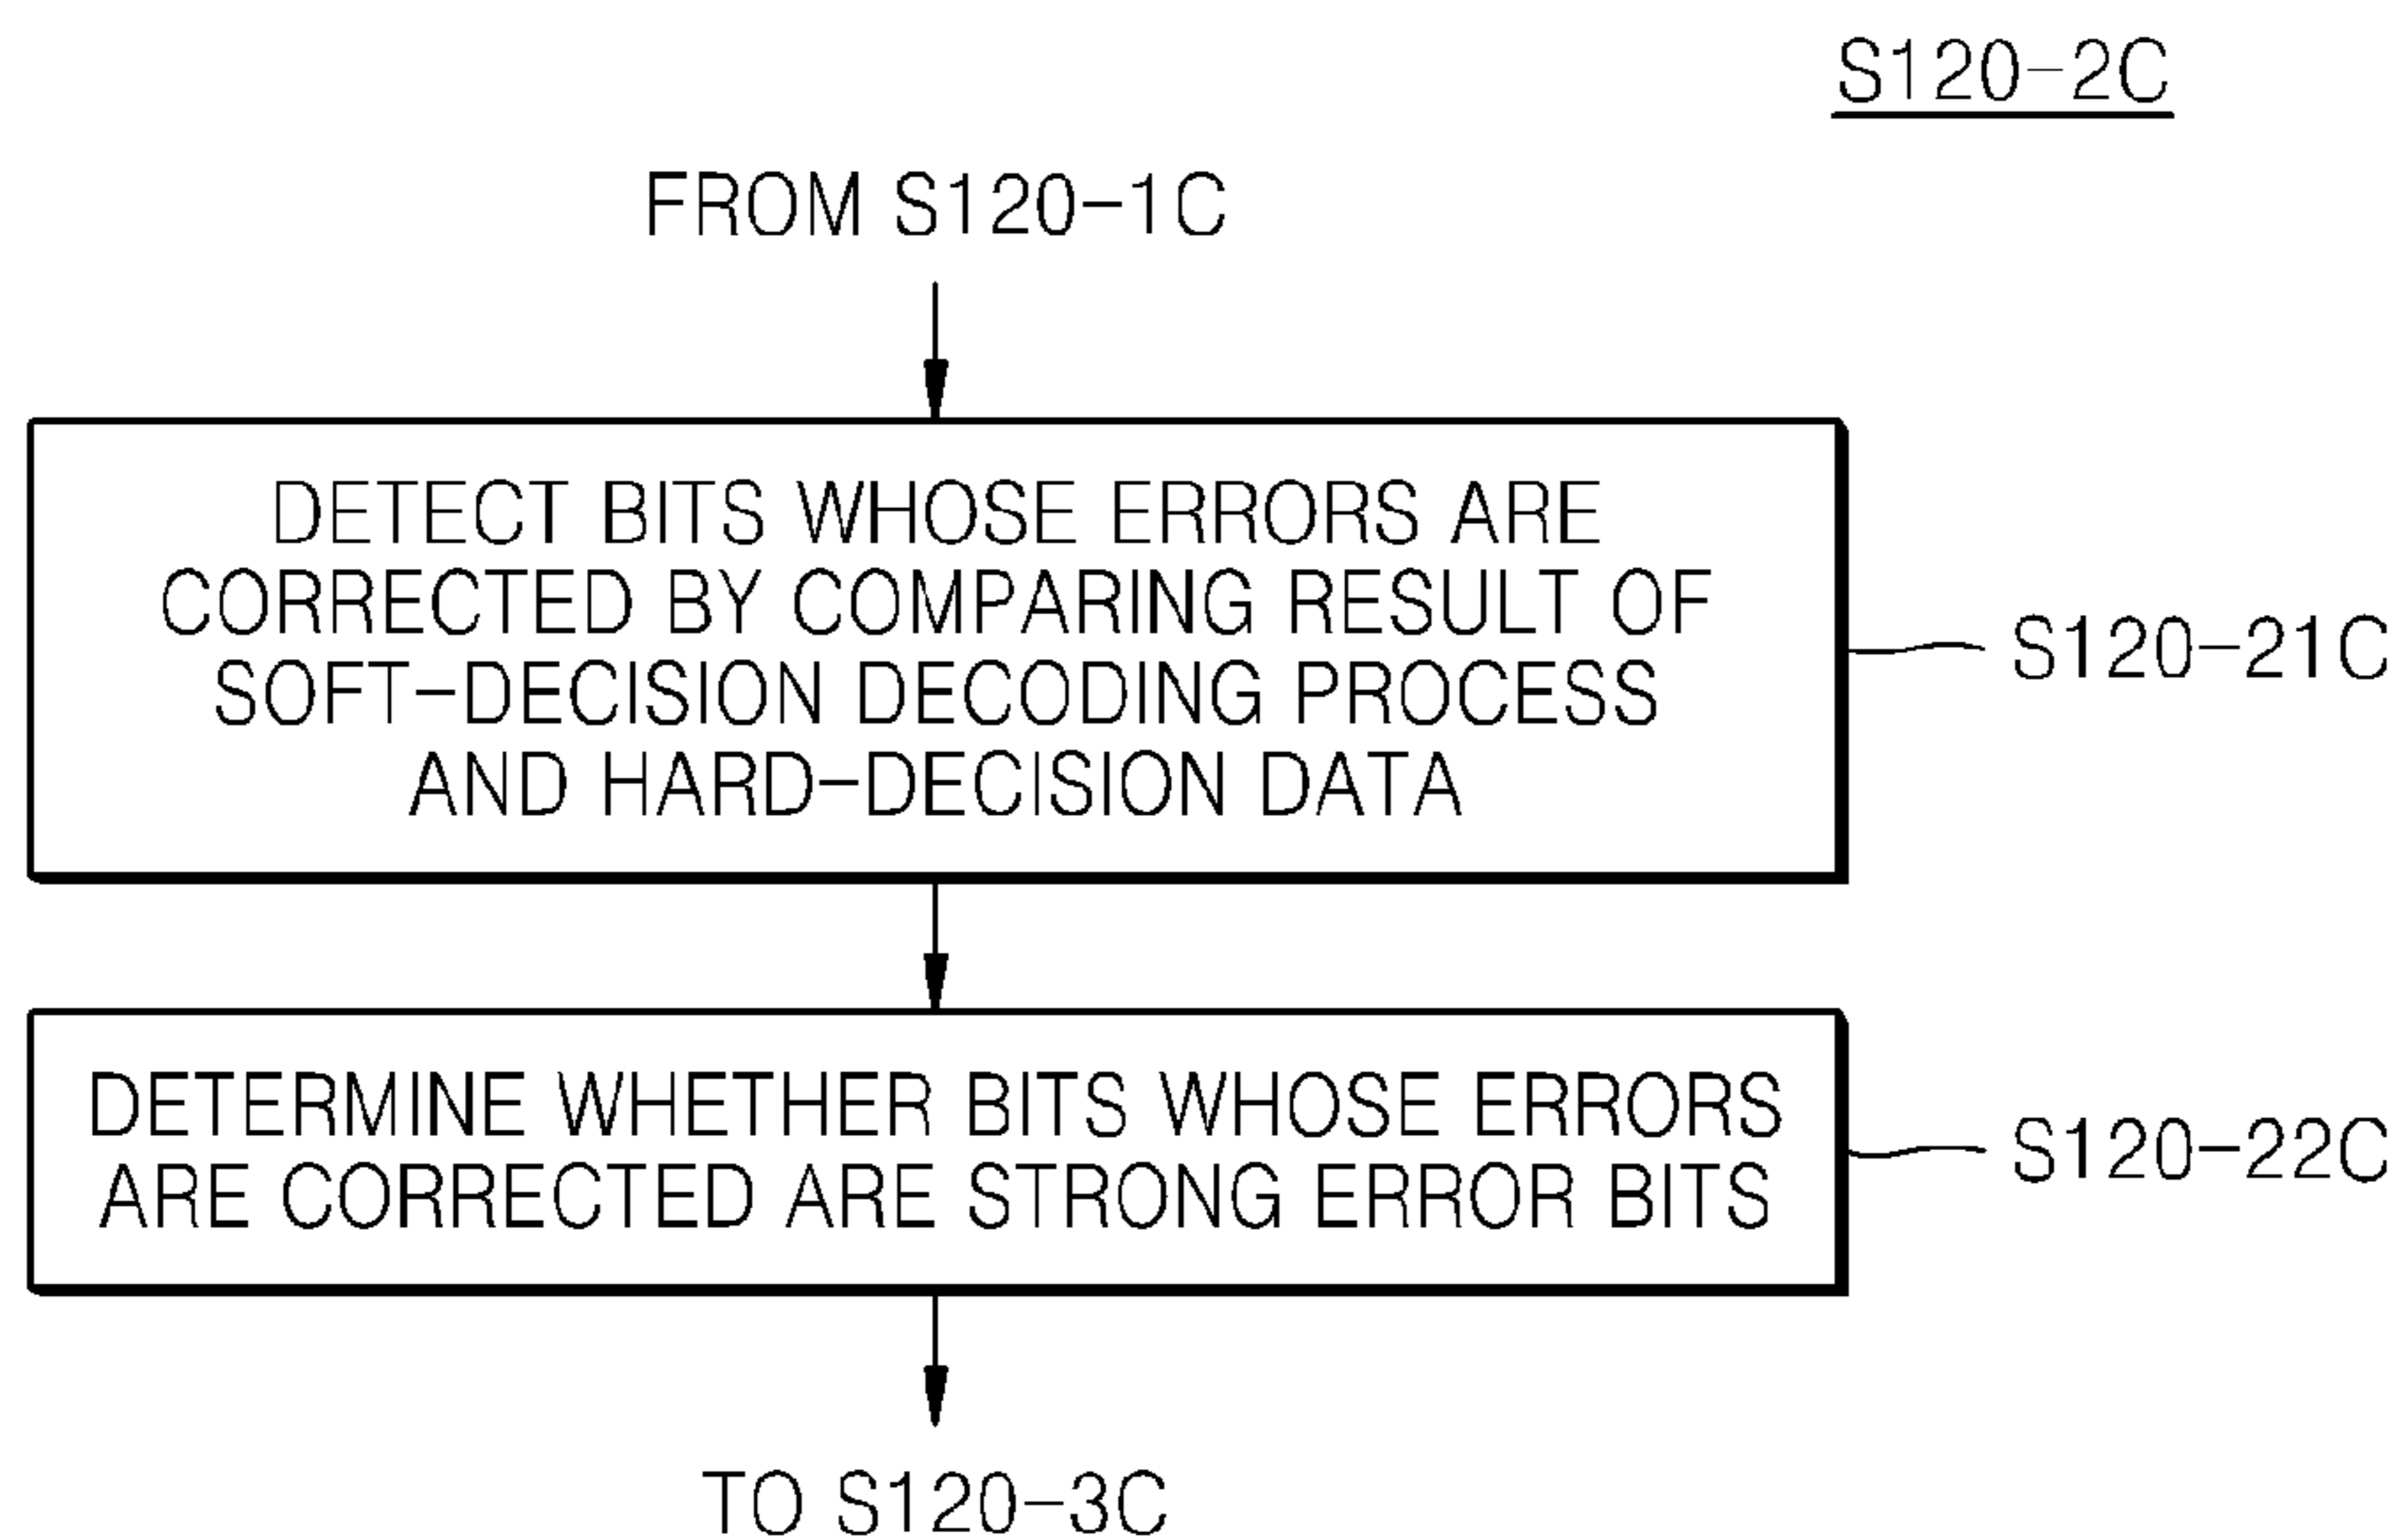 S120-2C
FROM S120-1C
DETECT BITS WHOSE ERRORS ARE
CORRECTED BY COMPARING RESULT OF
SOFT-DECISION DECODING PROCESS
AND HARD-DECISION DATA
S120-21C
DETERMINE WHETHER BITS WHOSE ERRORS
ARE CORRECTED ARE STRONG ERROR BITS
S120-22C
TO S120-3C